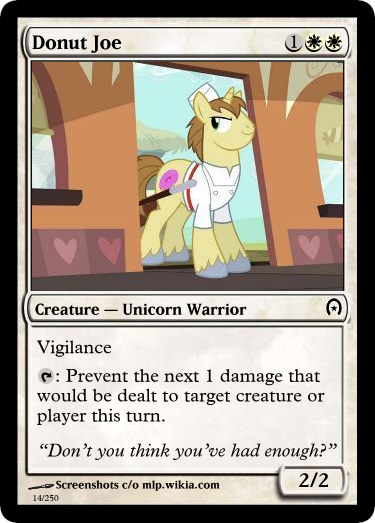 Donut Joe 1
Creature — Unicorn Warrior
Vigilance
: Prevent the next 1 damage that
would be dealt to target creature or
player this turn.
“Don't you think you've had enough?”
2/2
Screenshots c/o mlp.wikia.com
14/250